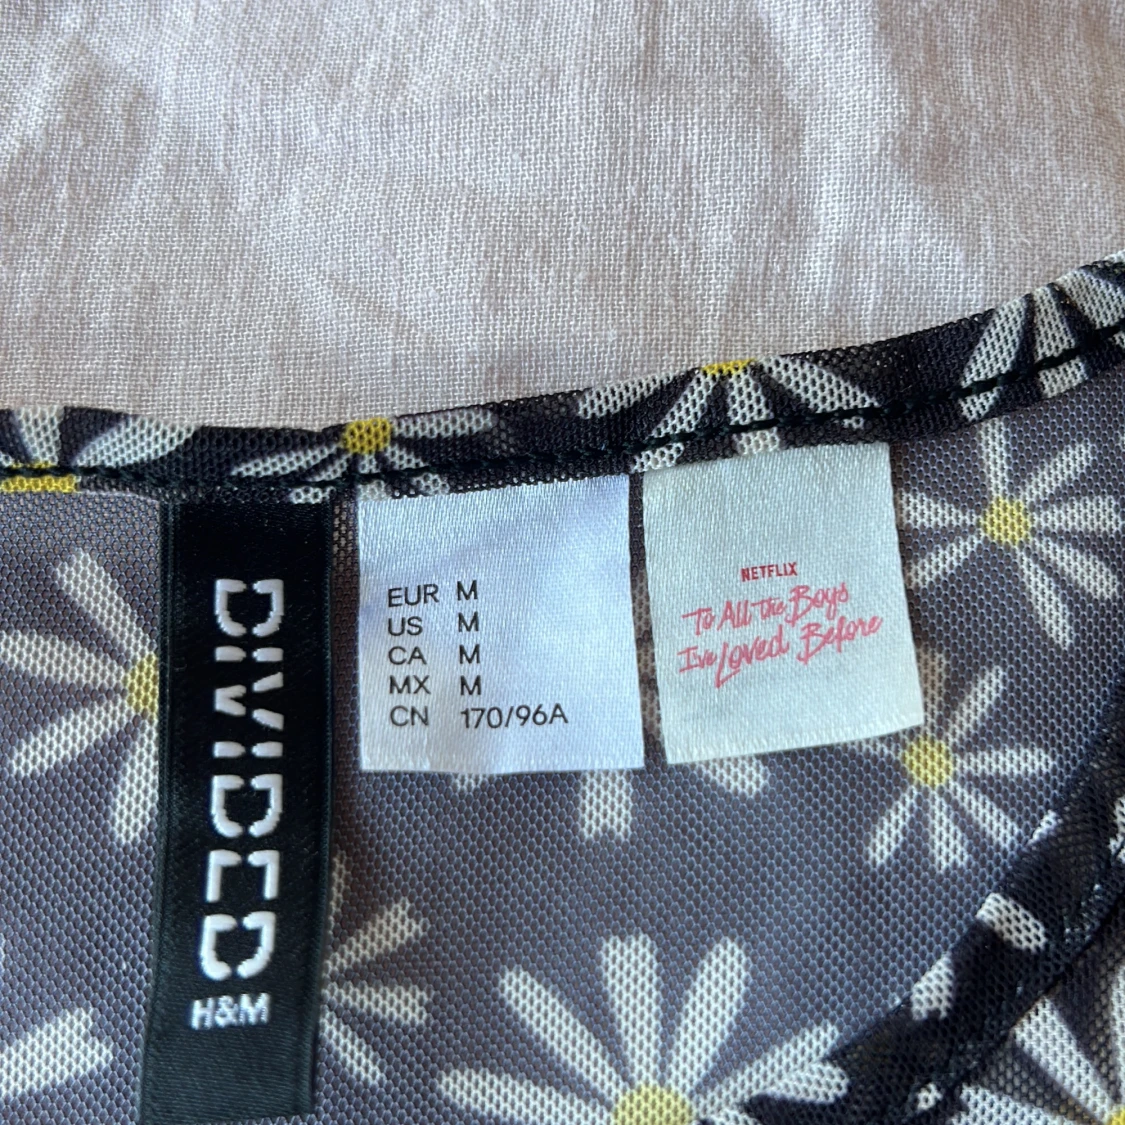 DIVIDED
H&M
EUR M
US M
CA M
MX M
CN 170/96A
NETFLIX
To All The Boys
I've Loved Before